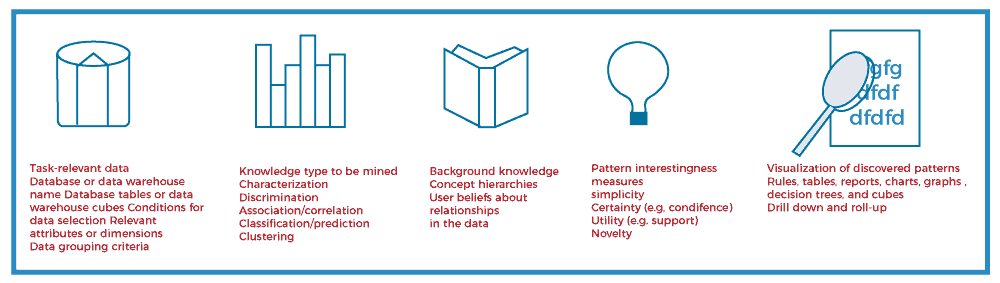 gfg
dfdf
dfdfd
Task-relevant data
Database or data warehouse
name Database tables or data
warehouse cubes Conditions for
data selection Relevant
attributes or dimensions
Data grouping criteria
Knowledge type to be mined
Characterization
Discrimination
Association/correlation
Classification/prediction
Clustering
Background knowledge
Concept hierarchies
User beliefs about
relationships
in the data
Pattern interestingness
measures
simplicity
Certainty (e.g, condifence)
Utility (e.g. support)
Novelty
Visualization of discovered patterns
Rules, tables, reports, charts, graphs ,
decision trees, and cubes
Drill down and roll-up